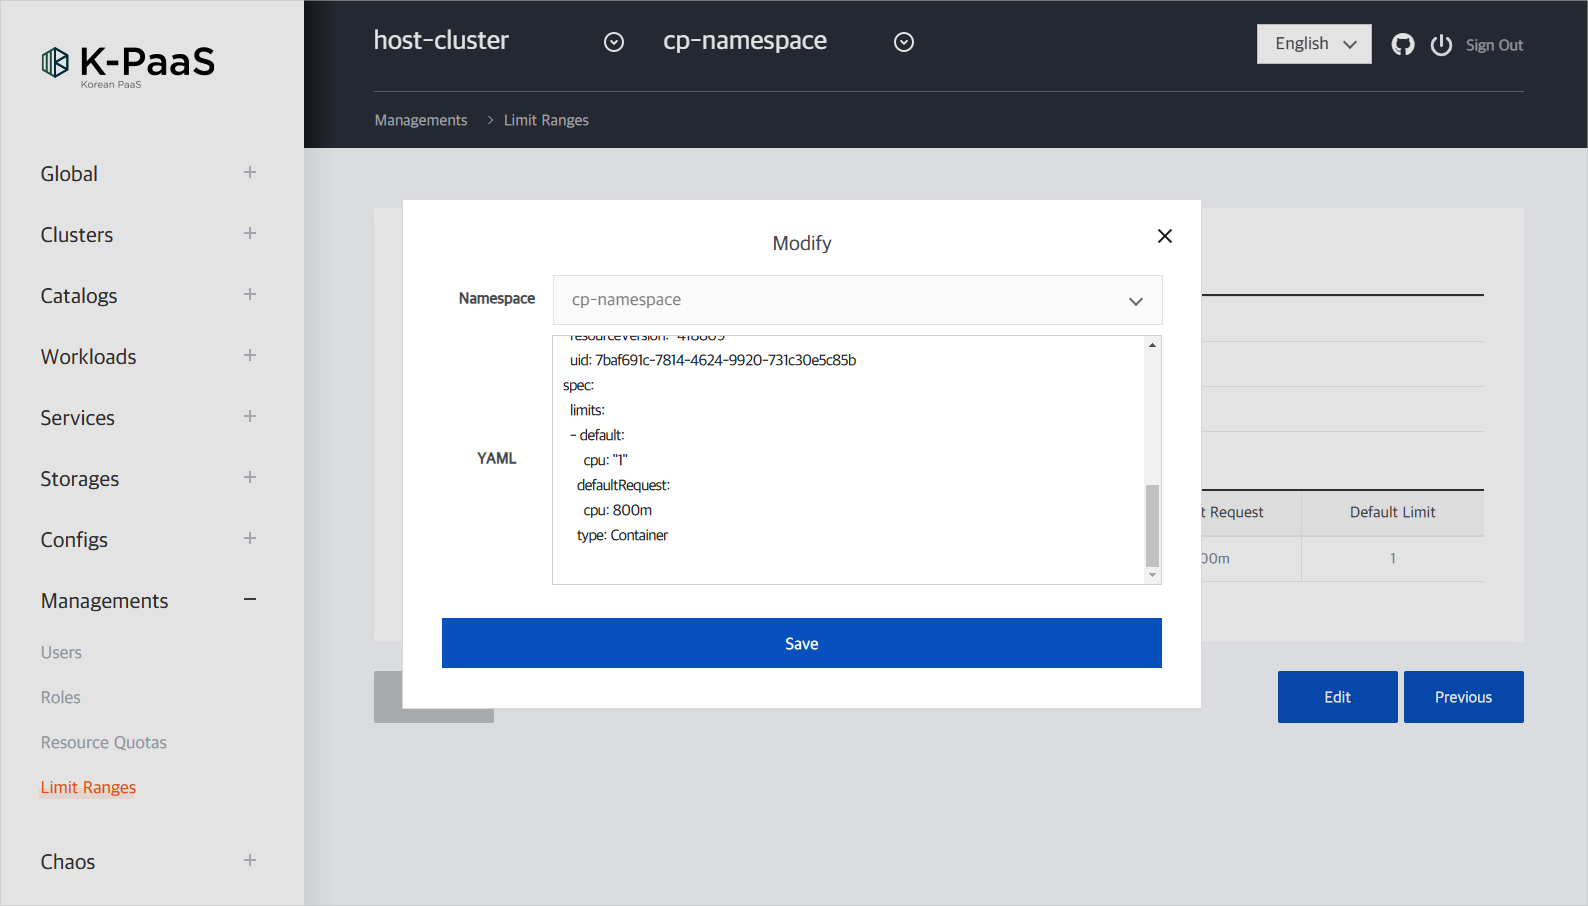 K-PaaS
Korean PaaS
host-cluster
cp-namespace
English
Sign Out
Managements > Limit Ranges
Global
Clusters
Catalogs
Workloads
Services
Storages
Configs
Managements
Users
Roles
Resource Quotas
Limit Ranges
Chaos
Modify
Namespace
cp-namespace
YAML
resourceVersion: "418809"
uid: 7baf691c-7814-4624-9920-731c30e5c85b
spec:
limits:
- default:
cpu: "1"
defaultRequest:
cpu: 800m
type: Container
Save
t Request
Default Limit
00m
1
Edit
Previous